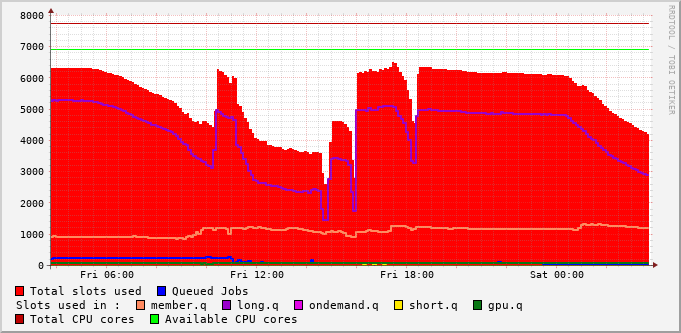 8000
7000
6000
5000
4000
3000
2000
1000
0
Fri 06:00 Fri 12:00 Fri 18:00 Sat 00:00
RRDTOOL / TOBI OETIKER
Total slots used Queued Jobs
Slots used in : member.q long.q ondemand.q short.q gpu.q
Total CPU cores Available CPU cores